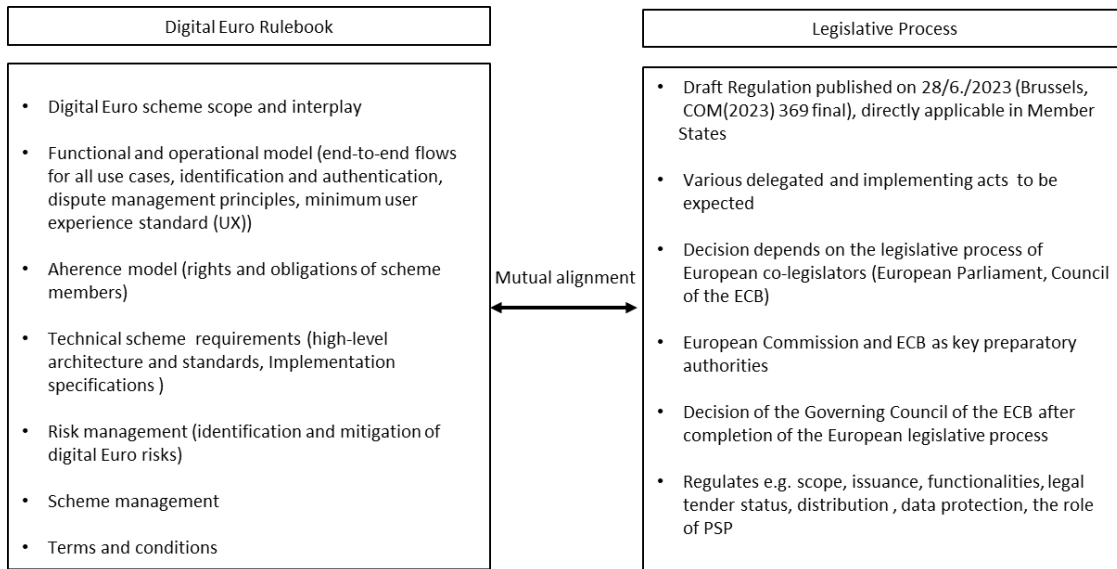 Digital Euro Rulebook
• Digital Euro scheme scope and interplay
• Functional and operational model (end-to-end flows
for all use cases, identification and authentication,
dispute management principles, minimum user
experience standard (UX))
• Aherence model (rights and obligations of scheme
members)
• Technical scheme requirements (high-level
architecture and standards, Implementation
specifications )
• Risk management (identification and mitigation of
digital Euro risks)
• Scheme management
• Terms and conditions
Mutual alignment
Legislative Process
• Draft Regulation published on 28/6./2023 (Brussels,
COM(2023) 369 final), directly applicable in Member
States
• Various delegated and implementing acts to be
expected
• Decision depends on the legislative process of
European co-legislators (European Parliament, Council
of the ECB)
• European Commission and ECB as key preparatory
authorities
• Decision of the Governing Council of the ECB after
completion of the European legislative process
• Regulates e.g. scope, issuance, functionalities, legal
tender status, distribution , data protection, the role
of PSP